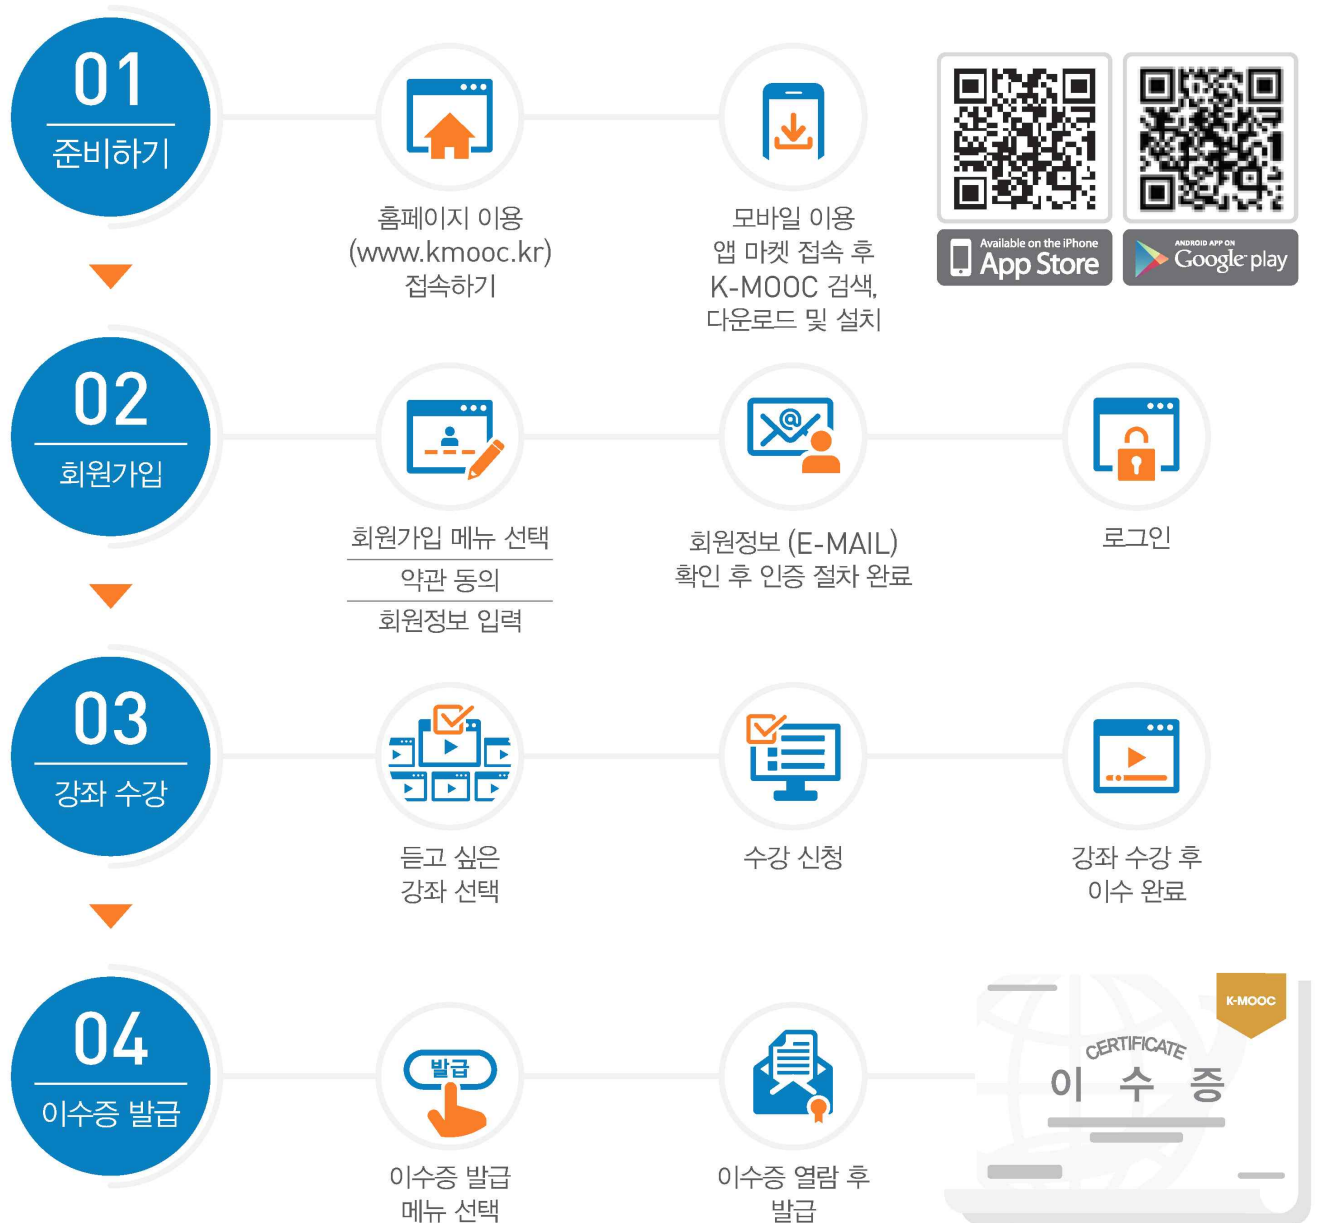 01
준비하기
홈페이지 이용
(www.kmooc.kr)
접속하기
모바일 이용
앱 마켓 접속 후
K-MOOC 검색,
다운로드 및 설치
Available on the iPhone
App Store
ANDROID APP ON
Google play
02
회원가입
회원가입 메뉴 선택
약관 동의
회원정보 입력
@
회원정보 (E-MAIL)
확인 후 인증 절차 완료
로그인
03
강좌 수강
듣고 싶은
강좌 선택
수강 신청
강좌 수강 후
이수 완료
04
이수증 발급
발급
이수증 발급
메뉴 선택
이수증 열람 후
발급
K-MOOC
CERTIFICATE
이 수 증